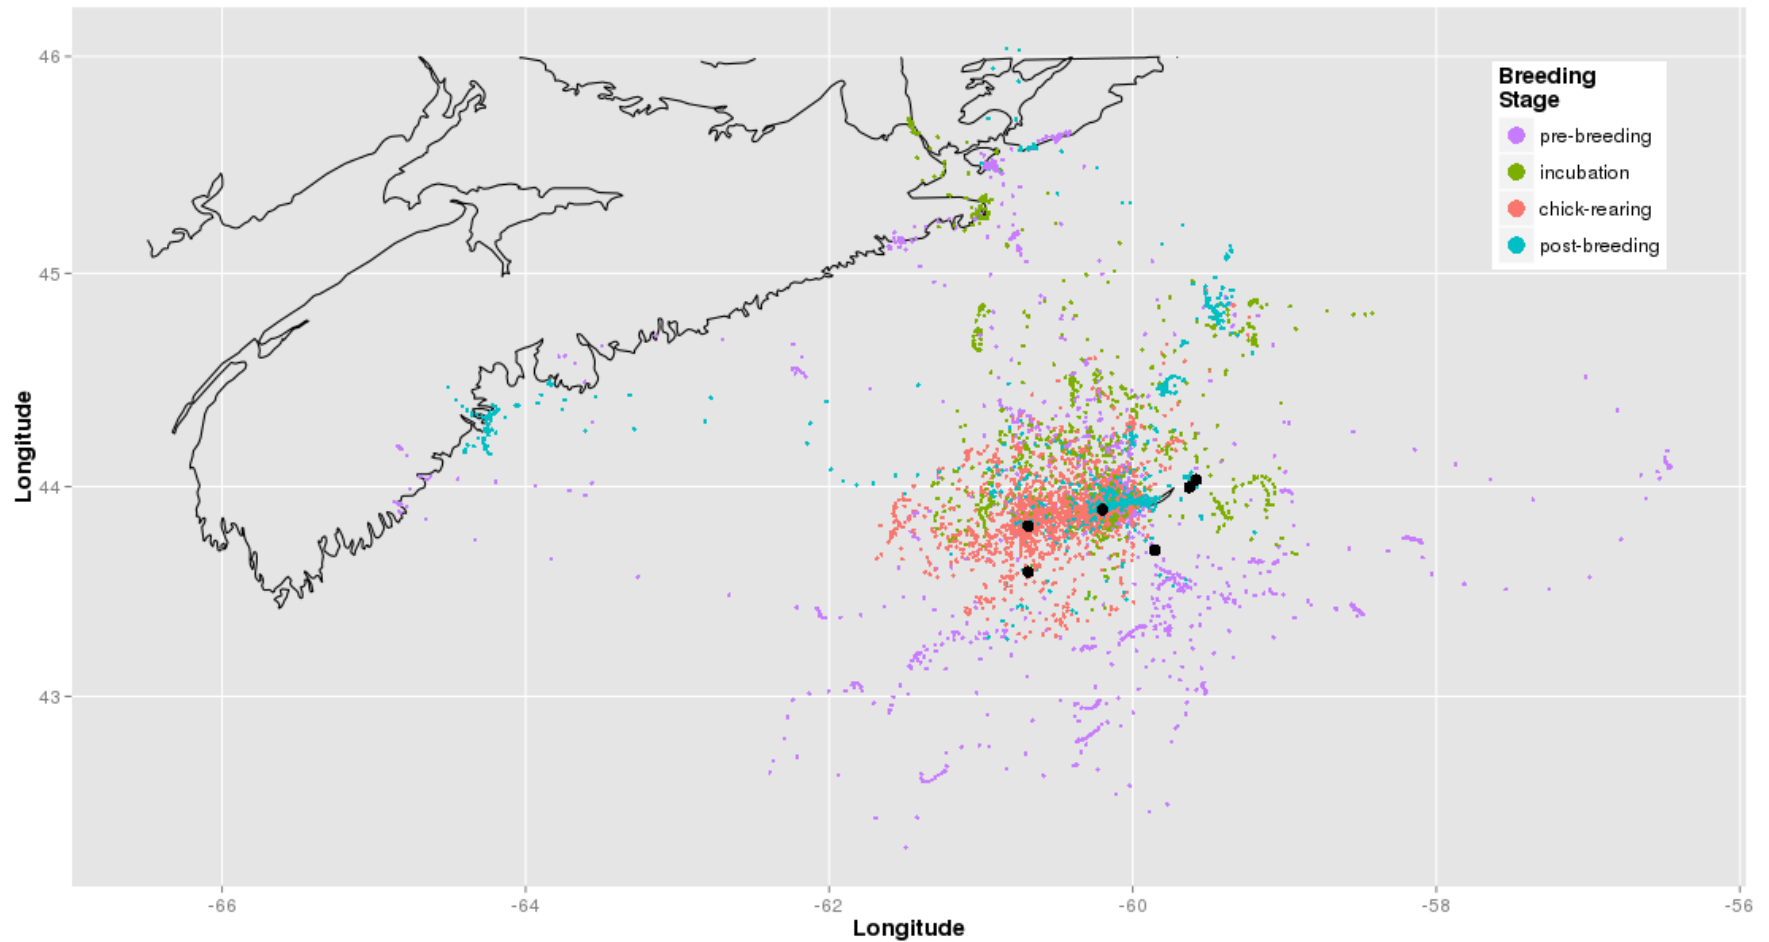 46
45
44
43
Longitude
-66
-64
-62
-60
-58
-56
Longitude
Breeding
Stage
pre-breeding
incubation
chick-rearing
post-breeding